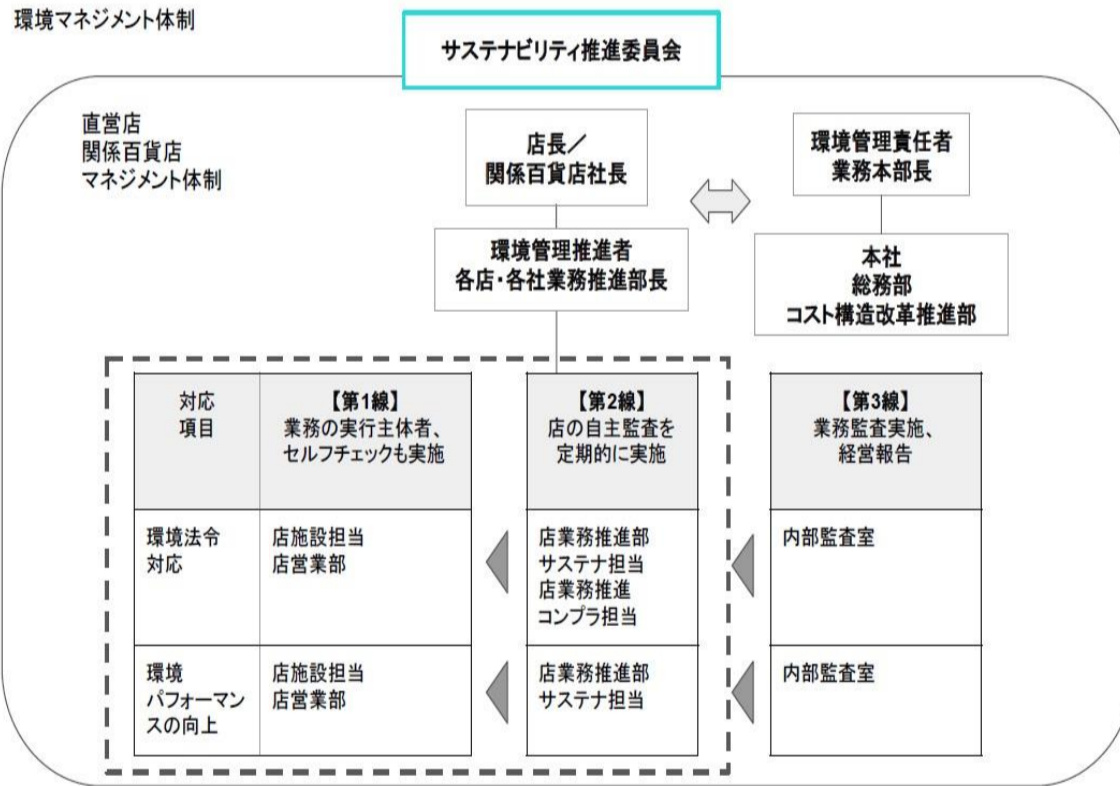 環境マネジメント体制
サステナビリティ推進委員会
直営店
関係百貨店
マネジメント体制
店長／
関係百貨店社長
環境管理責任者
業務本部長
環境管理推進者
各店・各社業務推進部長
本社
総務部
コスト構造改革推進部
対応
項目
【第1線】
業務の実行主体者、
セルフチェックも実施
【第2線】
店の自主監査を
定期的に実施
【第3線】
業務監査実施、
経営報告
環境法令
対応
店施設担当
店営業部
店業務推進部
サステナ担当
店業務推進
コンプラ担当
内部監査室
環境
パフォーマン
スの向上
店施設担当
店営業部
店業務推進部
サステナ担当
内部監査室